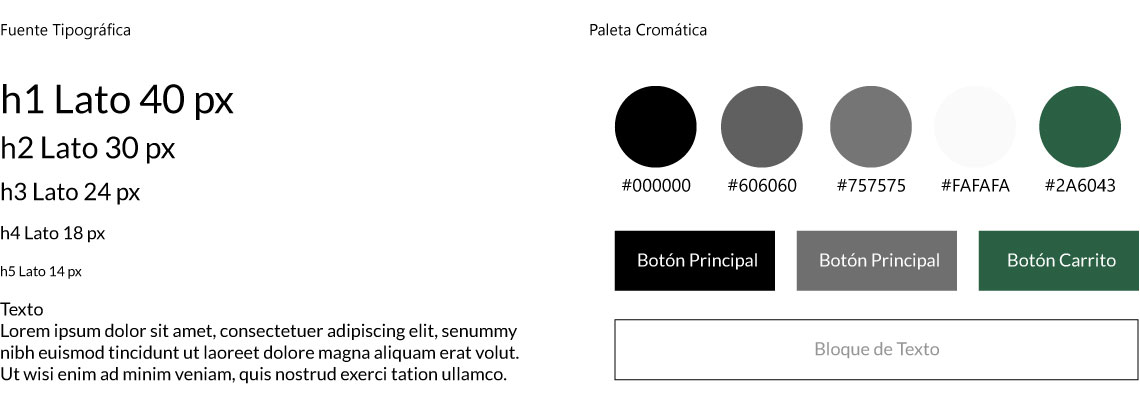 Fuente Tipográfica
h1 Lato 40 px
h2 Lato 30 px
h3 Lato 24 px
h4 Lato 18 px
h5 Lato 14 px
Texto
Lorem ipsum dolor sit amet, consectetuer adipiscing elit, senummy
nibh euismod tincidunt ut laoreet dolore magna aliquam erat volut.
Ut wisi enim ad minim veniam, quis nostrud exerci tation ullamco.
Paleta Cromática
#000000 #606060 #757575 #FAFAFA #2A6043
Botón Principal Botón Principal Botón Carrito
Bloque de Texto